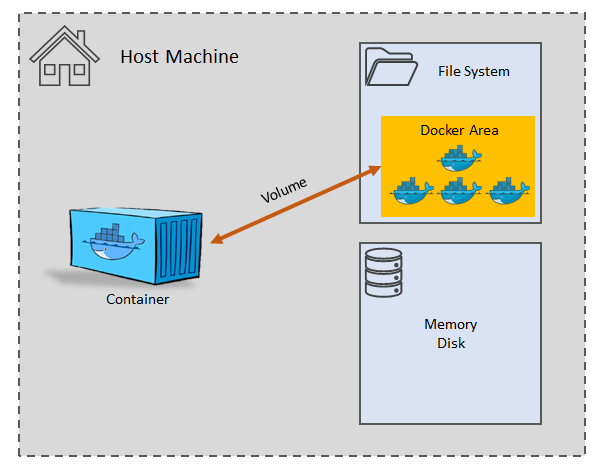 Host Machine
File System
Docker Area
Volume
Container
Memory
Disk